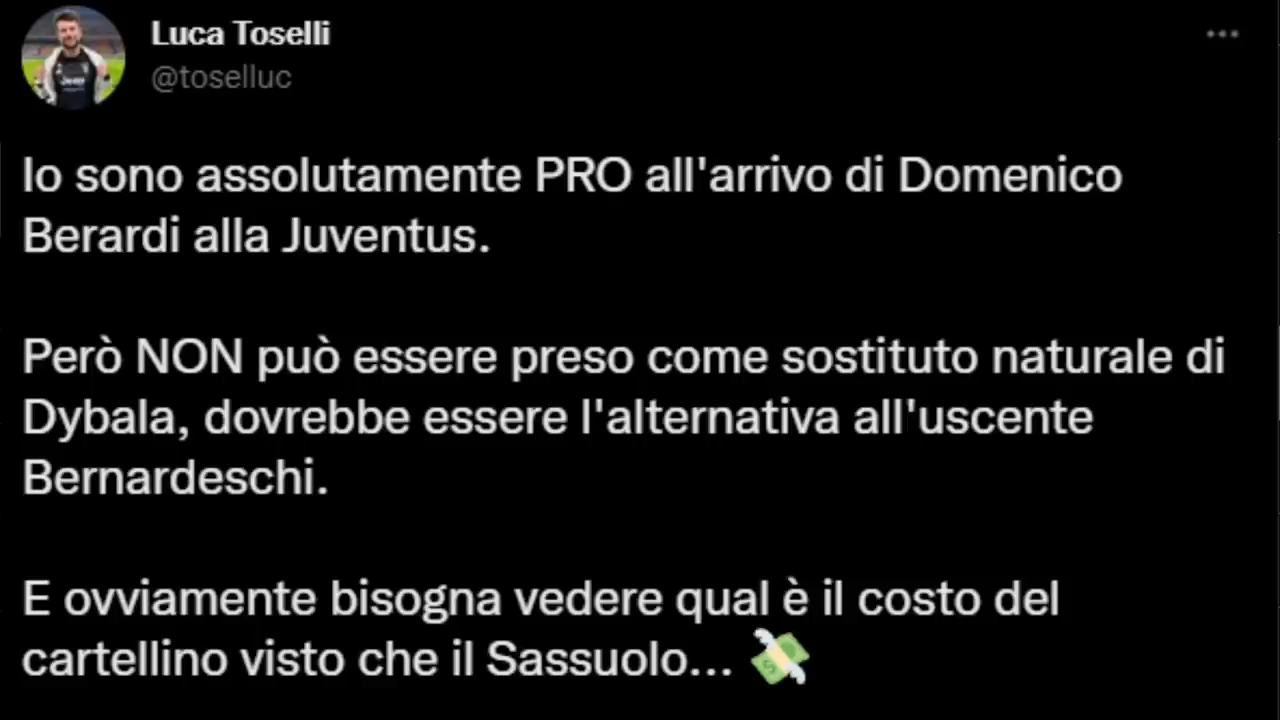 Luca Toselli
@toselluc
Io sono assolutamente PRO all'arrivo di Domenico
Berardi alla Juventus.
Però NON può essere preso come sostituto naturale di
Dybala, dovrebbe essere l'alternativa all'uscente
Bernardeschi.
E ovviamente bisogna vedere qual è il costo del
cartellino visto che il Sassuolo... 💸